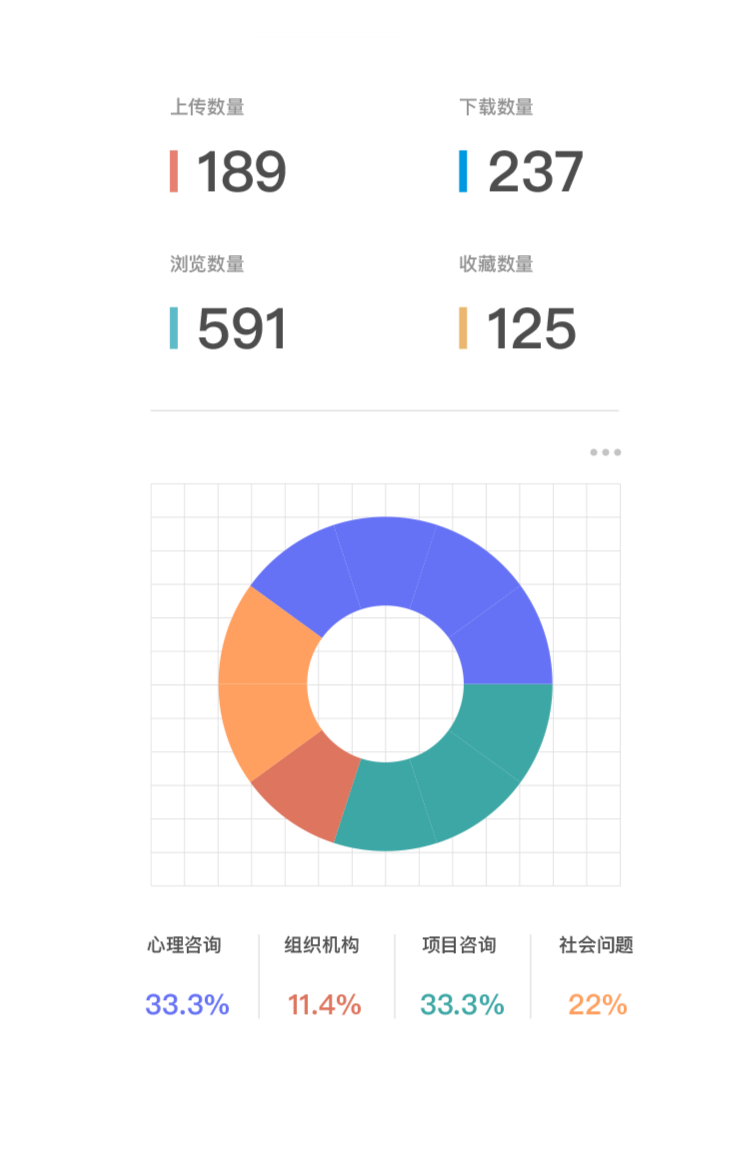 上传数量
下载数量
189
237
浏览数量
收藏数量
591
125
心理咨询
组织机构
项目咨询
社会问题
33.3%
11.4%
33.3%
22%